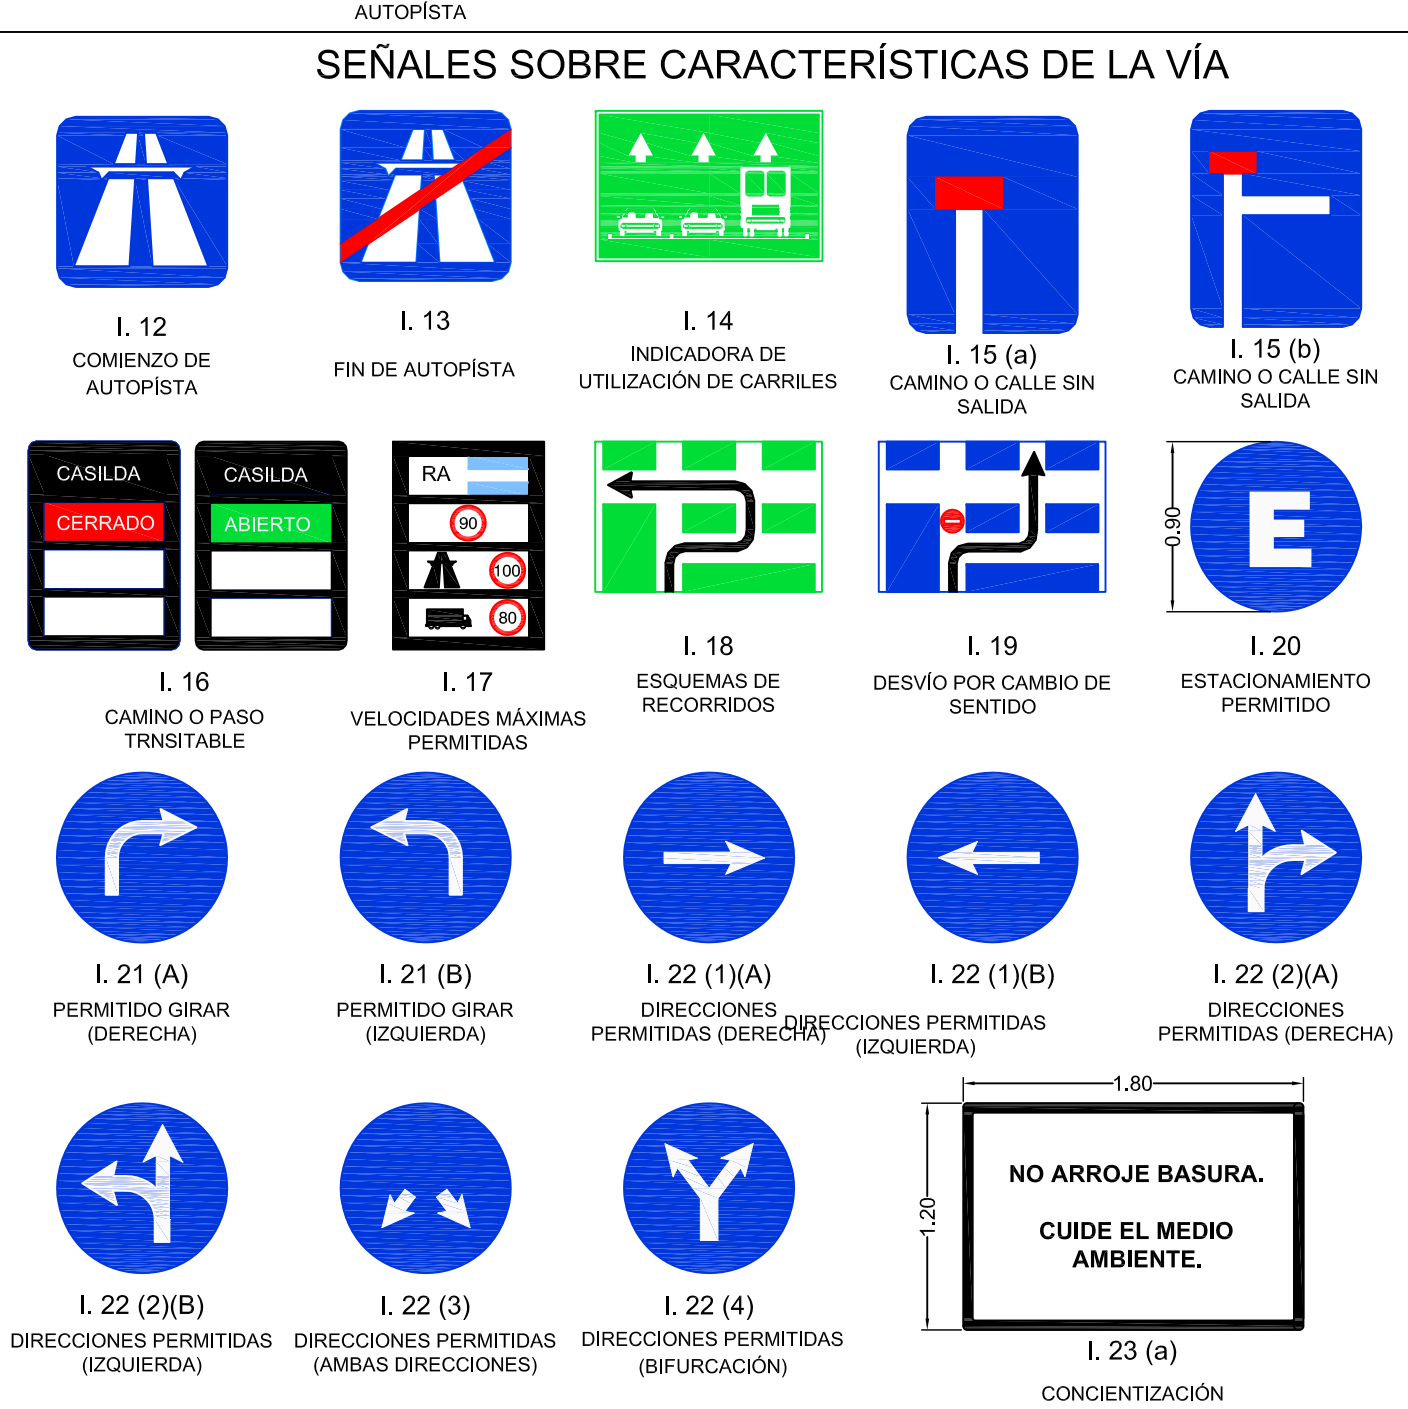 AUTOPÍSTA
SEÑALES SOBRE CARACTERÍSTICAS DE LA VÍA
I. 12
COMIENZO DE
AUTOPÍSTA
I. 13
FIN DE AUTOPÍSTA
I. 14
INDICADORA DE
UTILIZACIÓN DE CARRILES
I. 15 (a)
CAMINO O CALLE SIN
SALIDA
I. 15 (b)
CAMINO O CALLE SIN
SALIDA
CASILDA
CERRADO
CASILDA
ABIERTO
I. 16
CAMINO O PASO
TRNSITABLE
RA
90
100
80
I. 17
VELOCIDADES MÁXIMAS
PERMITIDAS
I. 18
ESQUEMAS DE
RECORRIDOS
I. 19
DESVÍO POR CAMBIO DE
SENTIDO
0.90
E
I. 20
ESTACIONAMIENTO
PERMITIDO
I. 21 (A)
PERMITIDO GIRAR
(DERECHA)
I. 21 (B)
PERMITIDO GIRAR
(IZQUIERDA)
I. 22 (1)(A)
DIRECCIONES
PERMITIDAS (DERECHA)
I. 22 (1)(B)
DIRECCIONES PERMITIDAS
(IZQUIERDA)
I. 22 (2)(A)
DIRECCIONES
PERMITIDAS (DERECHA)
I. 22 (2)(B)
DIRECCIONES PERMITIDAS
(IZQUIERDA)
I. 22 (3)
DIRECCIONES PERMITIDAS
(AMBAS DIRECCIONES)
I. 22 (4)
DIRECCIONES PERMITIDAS
(BIFURCACIÓN)
1.80
1.20
NO ARROJE BASURA.
CUIDE EL MEDIO
AMBIENTE.
I. 23 (a)
CONCIENTIZACIÓN